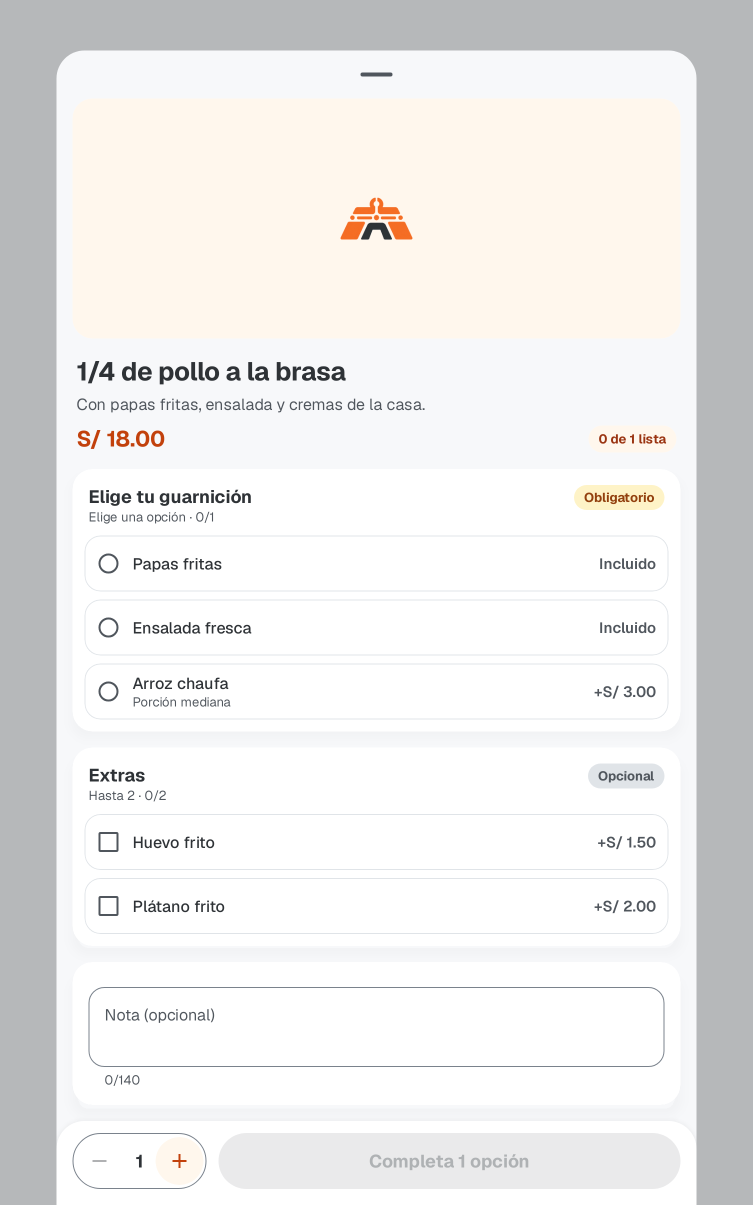 1/4 de pollo a la brasa
Con papas fritas, ensalada y cremas de la casa.
S/ 18.00
0 de 1 lista
Elige tu guarnición
Obligatorio
Elige una opción · 0/1
Papas fritas
Incluido
Ensalada fresca
Incluido
Arroz chaufa
Porción mediana
+S/ 3.00
Extras
Opcional
Hasta 2 · 0/2
Huevo frito
+S/ 1.50
Plátano frito
+S/ 2.00
Nota (opcional)
0/140
− 1 +
Completa 1 opción